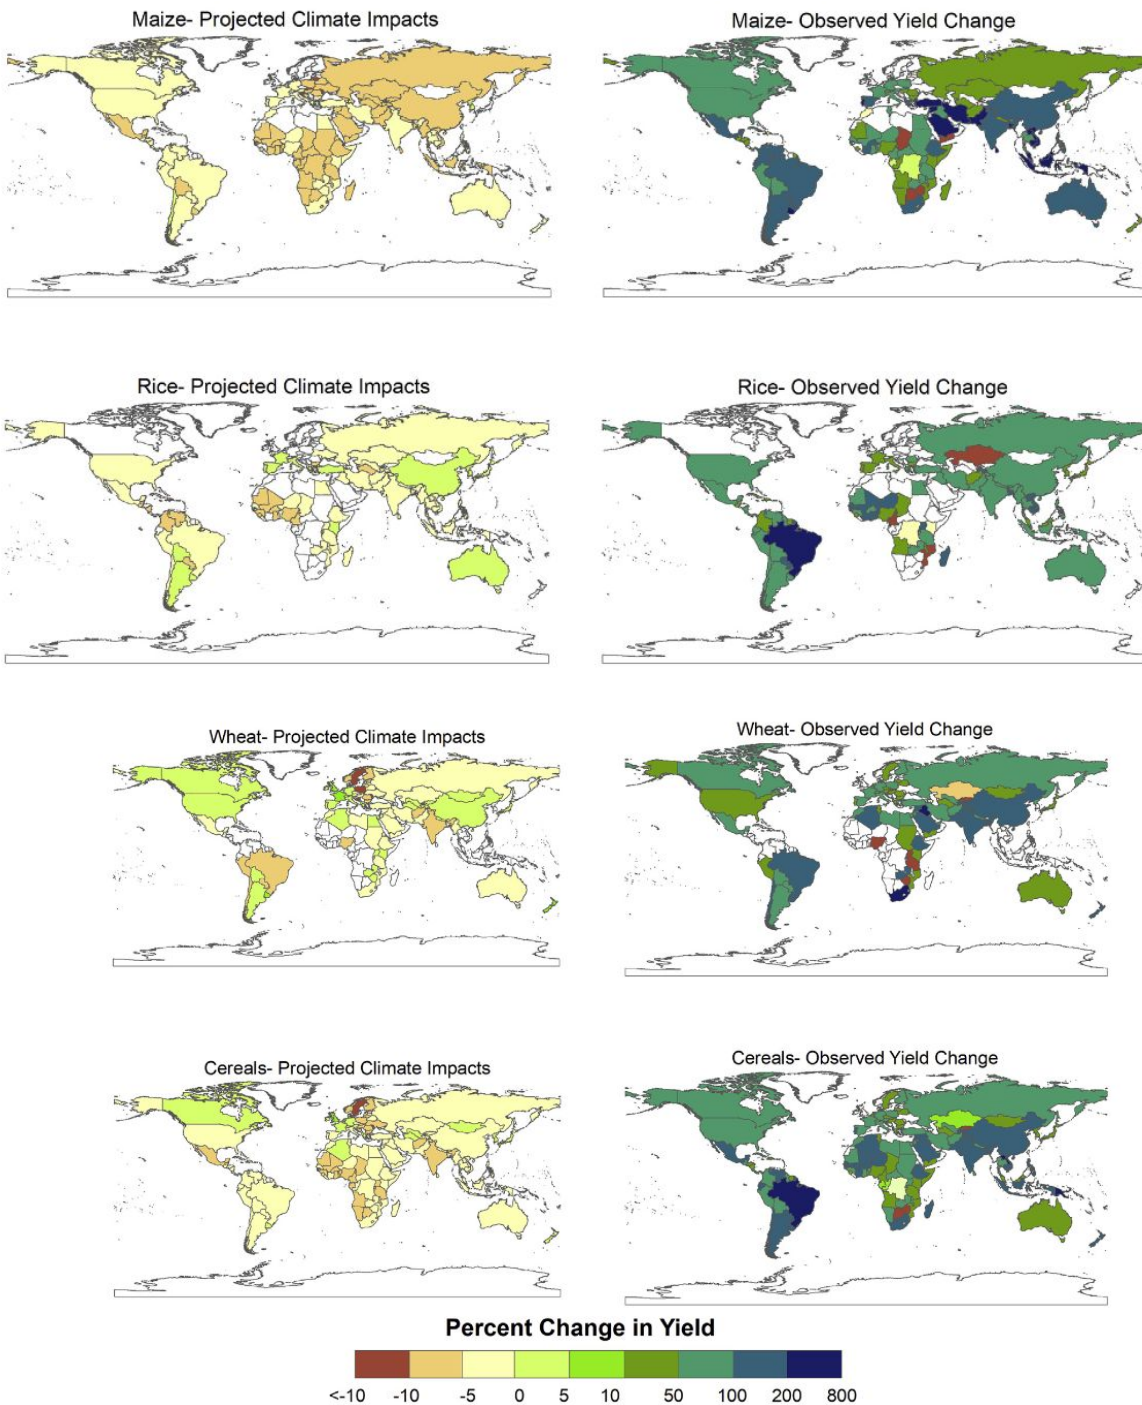 Maize- Projected Climate Impacts
Maize- Observed Yield Change
Rice- Projected Climate Impacts
Rice- Observed Yield Change
Wheat- Projected Climate Impacts
Wheat- Observed Yield Change
Cereals- Projected Climate Impacts
Cereals- Observed Yield Change
Percent Change in Yield
<-10 -10 -5 0 5 10 50 100 200 800